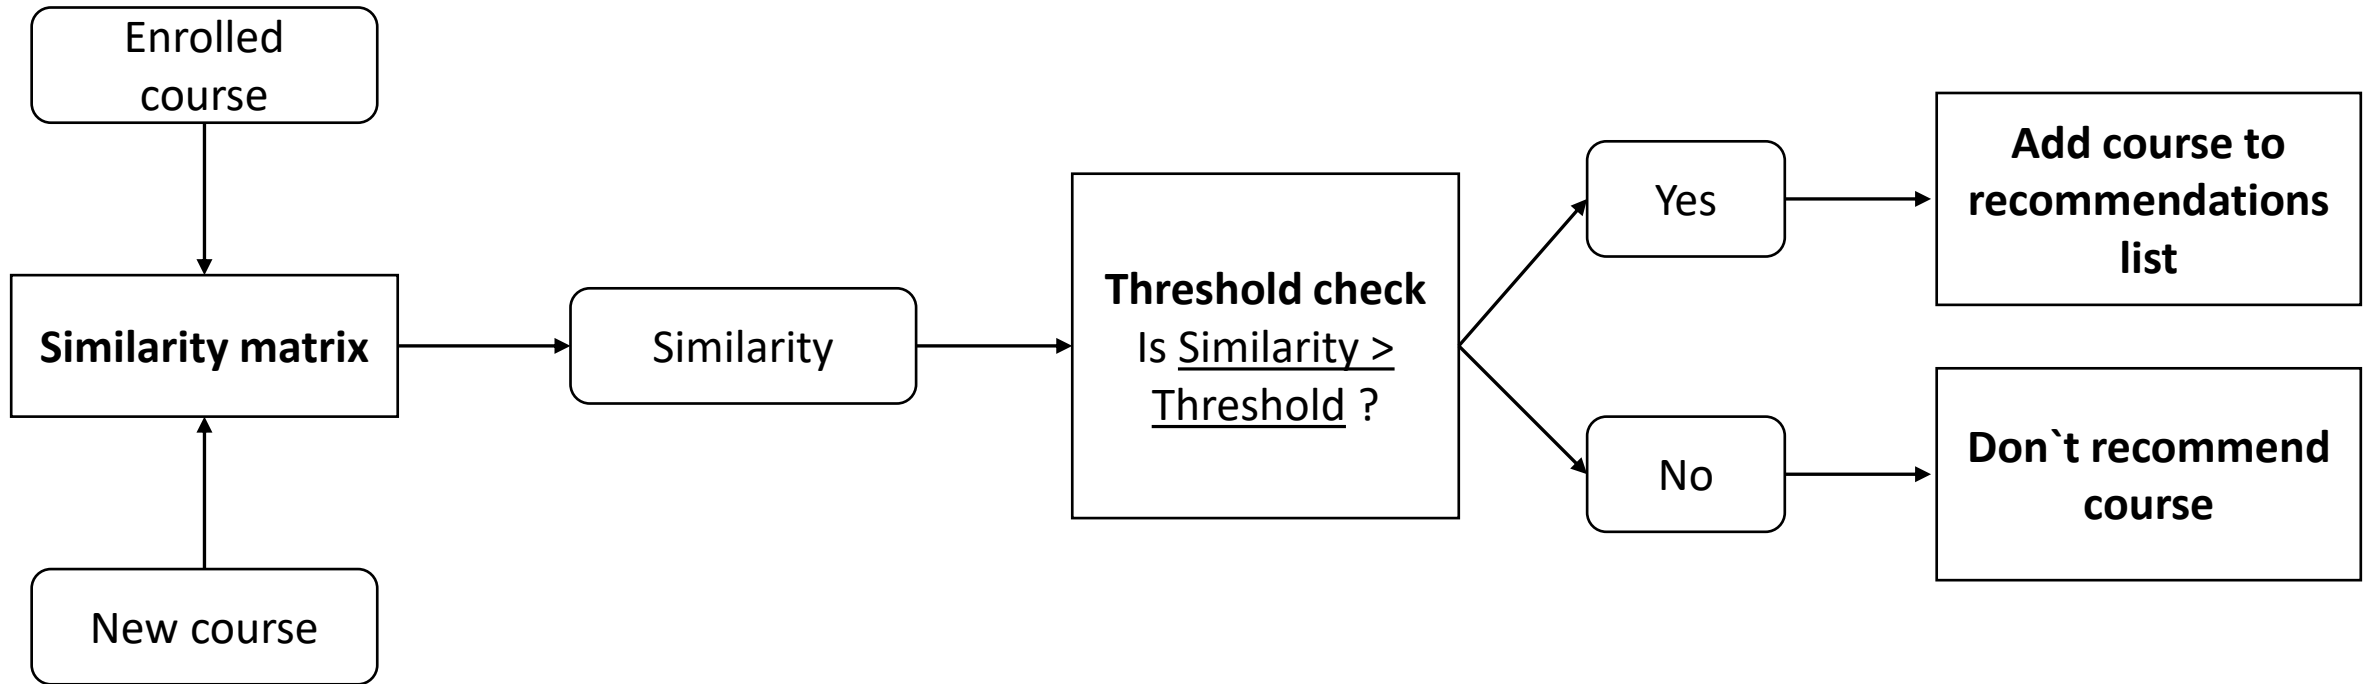 Enrolled
course
Similarity matrix
New course
Similarity
Threshold check
Is Similarity >
Threshold ?
Yes
No
Add course to
recommendations
list
Don`t recommend
course